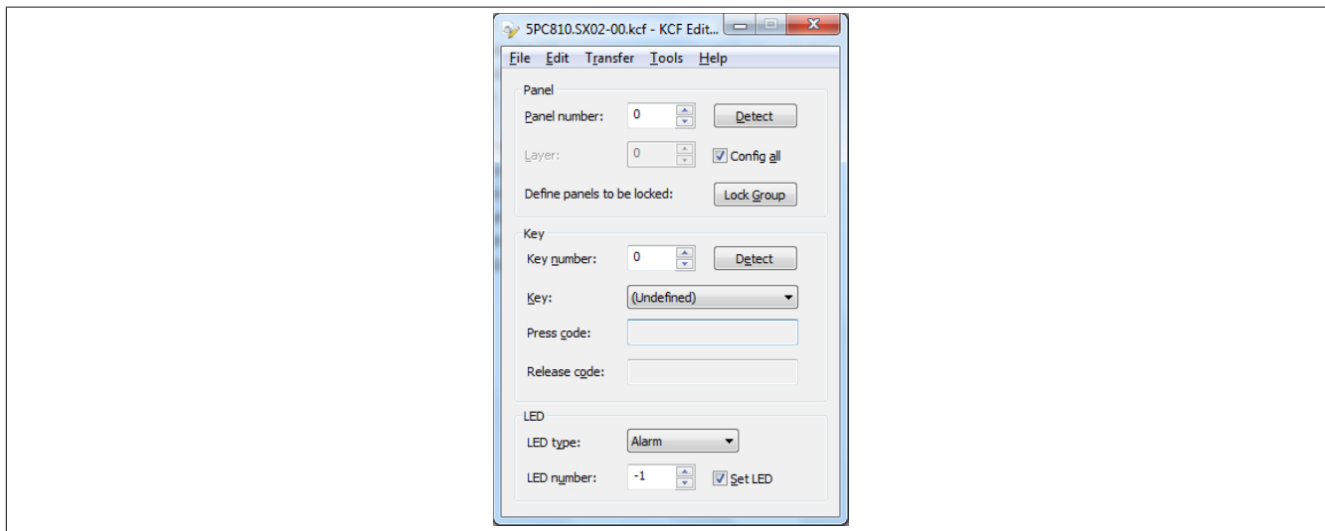 5PC810.SX02-00.kcf - KCF Edit...
File Edit Transfer Tools Help
Panel
Panel number: 0 Detect
Layer: 0 Config all
Define panels to be locked: Lock Group
Key
Key number: 0 Detect
Key: (Undefined)
Press code:
Release code:
LED
LED type: Alarm
LED number: -1 Set LED